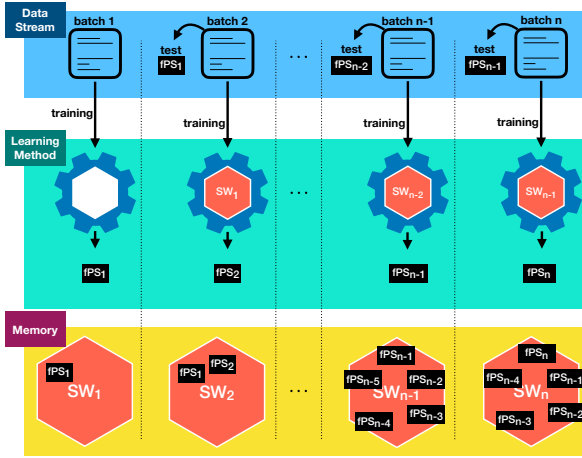 Data
Stream
batch 1
batch 2
batch n-1
batch n
test
test
test
fPS1
...
fPSn-2
fPSn-1
training
training
training
training
Learning
Method
SW1
...
SWn-2
SWn-1
fPS1
fPS2
fPSn-1
fPSn
Memory
fPS1
SW1
fPS1
fPS2
SW2
...
fPSn-1
fPSn-5
fPSn-2
SWn-1
fPSn-3
fPSn-4
fPSn
fPSn-4
fPSn-1
SWn
fPSn-2
fPSn-3